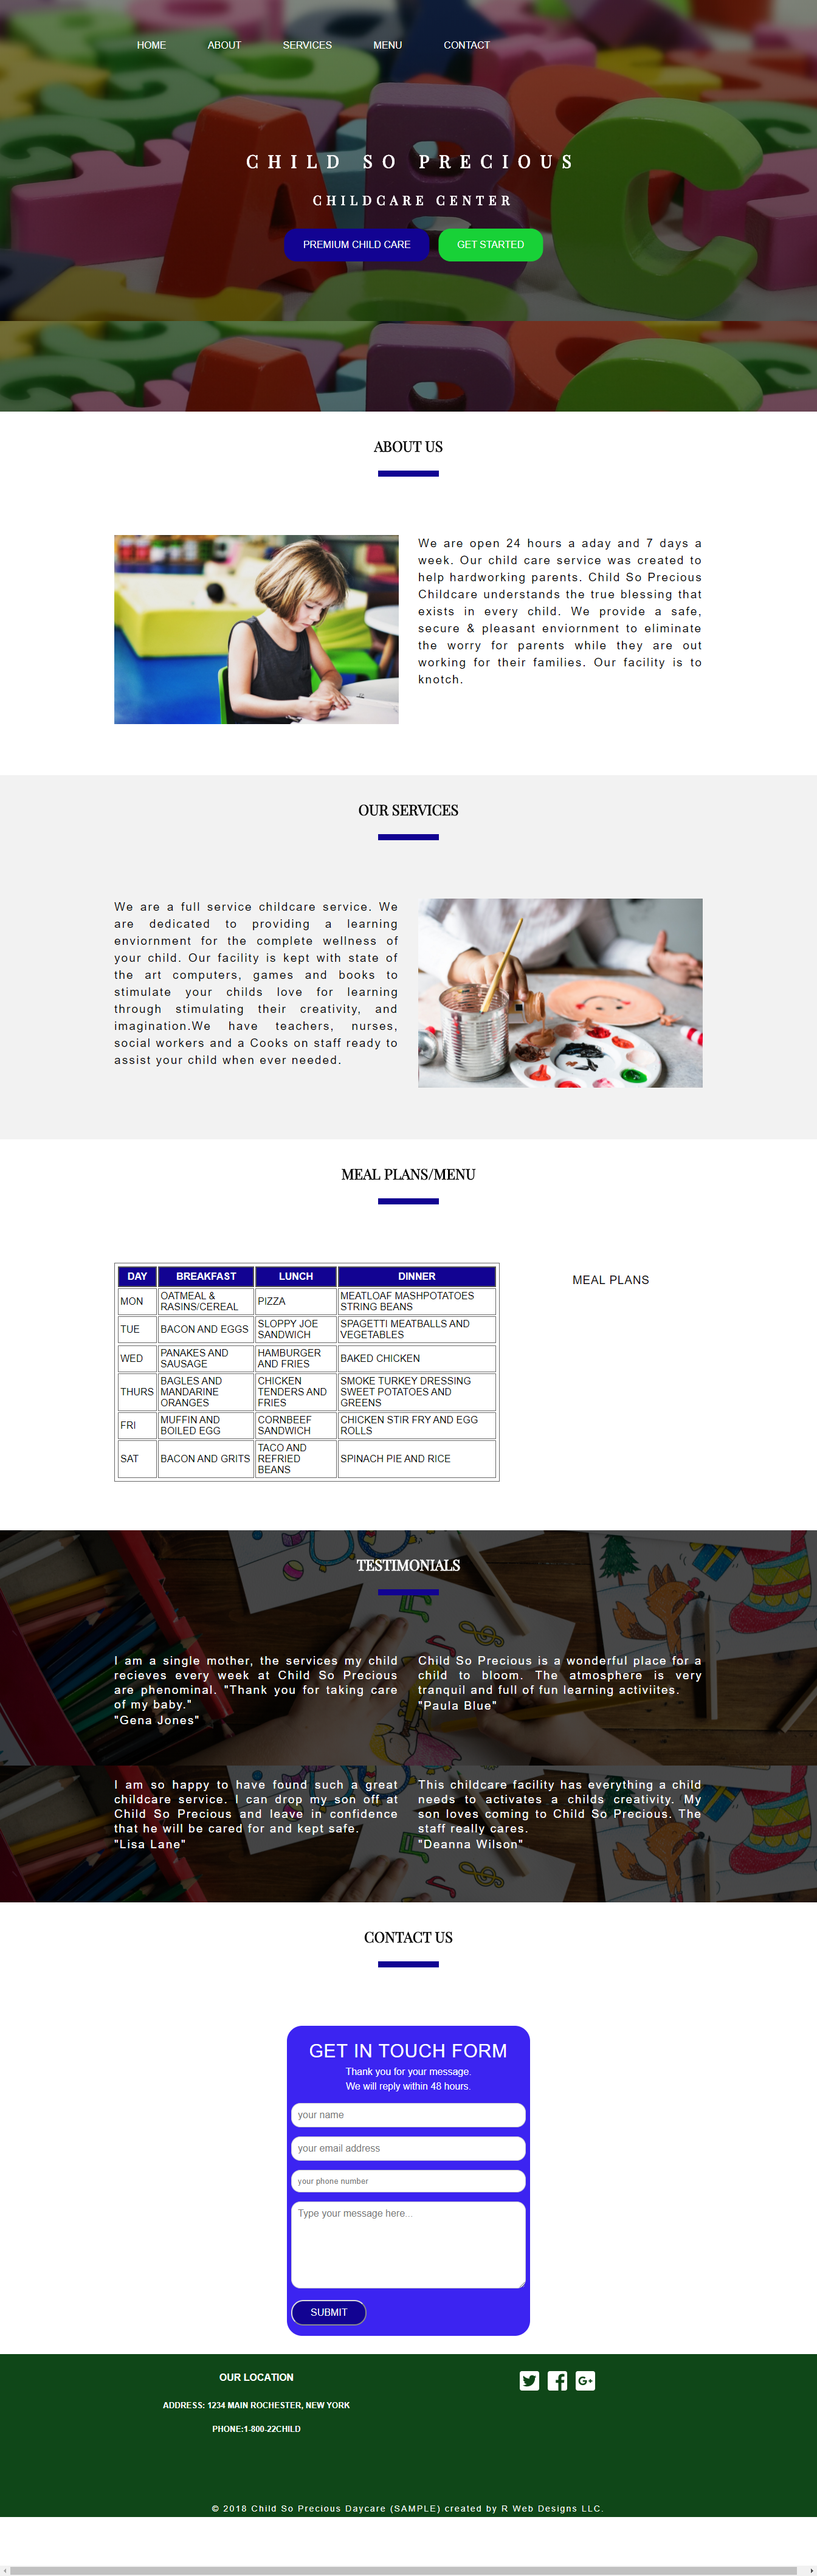 HOME ABOUT SERVICES MENU CONTACT
CHILD SO PRECIOUS
CHILDCARE CENTER
PREMIUM CHILD CARE GET STARTED
ABOUT US
We are open 24 hours a aday and 7 days a
week. Our child care service was created to
help hardworking parents. Child So Precious
Childcare understands the true blessing that
exists in every child. We provide a safe,
secure & pleasant enviornment to eliminate
the worry for parents while they are out
working for their families. Our facility is to
knotch.
OUR SERVICES
We are a full service childcare service. We
are dedicated to providing a learning
enviornment for the complete wellness of
your child. Our facility is kept with state of
the art computers, games and books to
stimulate your childs love for learning
through stimulating their creativity, and
imagination.We have teachers, nurses,
social workers and a Cooks on staff ready to
assist your child when ever needed.
MEAL PLANS/MENU
DAY BREAKFAST LUNCH DINNER
MON OATMEAL & RASINS/CEREAL PIZZA MEATLOAF MASHPOTATOES STRING BEANS
TUE BACON AND EGGS SLOPPY JOE SANDWICH SPAGETTI MEATBALLS AND VEGETABLES
WED PANAKES AND SAUSAGE HAMBURGER AND FRIES BAKED CHICKEN
THURS BAGLES AND MANDARINE ORANGES CHICKEN TENDERS AND FRIES SMOKE TURKEY DRESSING SWEET POTATOES AND GREENS
FRI MUFFIN AND BOILED EGG CORNBEEF SANDWICH CHICKEN STIR FRY AND EGG ROLLS
SAT BACON AND GRITS TACO AND REFRIED BEANS SPINACH PIE AND RICE
MEAL PLANS
TESTIMONIALS
I am a single mother, the services my child
recieves every week at Child So Precious
are phenominal. "Thank you for taking care
of my baby."
"Gena Jones"
Child So Precious is a wonderful place for a
child to bloom. The atmosphere is very
tranquil and full of fun learning activiites.
"Paula Blue"
I am so happy to have found such a great
childcare service. I can drop my son off at
Child So Precious and leave in confidence
that he will be cared for and kept safe.
"Lisa Lane"
This childcare facility has everything a child
needs to activates a childs creativity. My
son loves coming to Child So Precious. The
staff really cares.
"Deanna Wilson"
CONTACT US
GET IN TOUCH FORM
Thank you for your message.
We will reply within 48 hours.
your name
your email address
your phone number
Type your message here...
SUBMIT
OUR LOCATION
ADDRESS: 1234 MAIN ROCHESTER, NEW YORK
PHONE:1-800-22CHILD
© 2018 Child So Precious Daycare (SAMPLE) created by R Web Designs LLC.